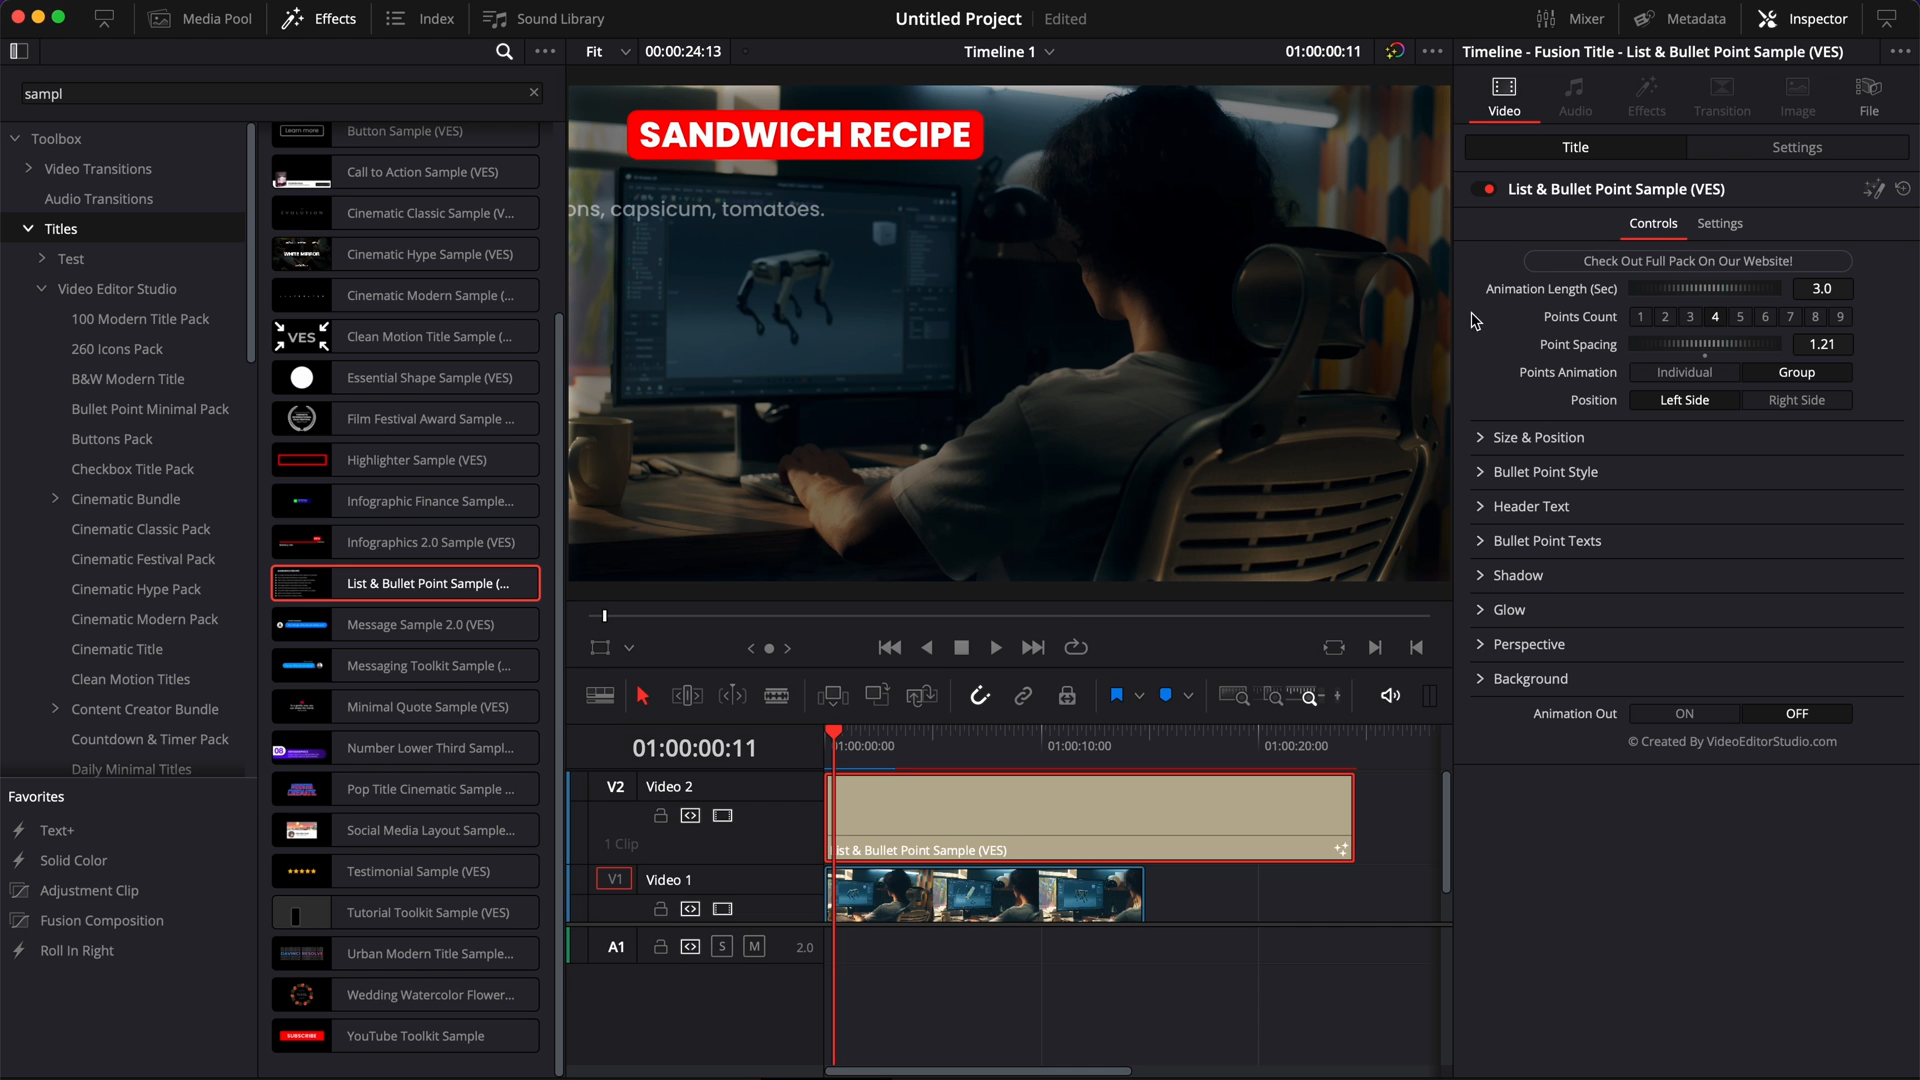 Media Pool
Effects
Index
Sound Library
Untitled Project
Edited
Mixer
Metadata
Inspector
Fit
00:00:24:13
Timeline 1
01:00:00:11
Timeline - Fusion Title - List & Bullet Point Sample (VES)
sampl
Toolbox
Video Transitions
Audio Transitions
Titles
Test
Video Editor Studio
100 Modern Title Pack
260 Icons Pack
B&W Modern Title
Bullet Point Minimal Pack
Buttons Pack
Checkbox Title Pack
Cinematic Bundle
Cinematic Classic Pack
Cinematic Festival Pack
Cinematic Hype Pack
Cinematic Modern Pack
Cinematic Title
Clean Motion Titles
Content Creator Bundle
Countdown & Timer Pack
Daily Minimal Titles
Favorites
Text+
Solid Color
Adjustment Clip
Fusion Composition
Roll In Right
Learn more
Button Sample (VES)
Call to Action Sample (VES)
Cinematic Classic Sample (V...
Cinematic Hype Sample (VES)
Cinematic Modern Sample (...
VES
Clean Motion Title Sample (...
Essential Shape Sample (VES)
Film Festival Award Sample ...
Highlighter Sample (VES)
Infographic Finance Sample...
Infographics 2.0 Sample (VES)
List & Bullet Point Sample (...
Message Sample 2.0 (VES)
Messaging Toolkit Sample (...
Minimal Quote Sample (VES)
Number Lower Third Sampl...
Pop Title Cinematic Sample ...
Social Media Layout Sample...
Testimonial Sample (VES)
Tutorial Toolkit Sample (VES)
Urban Modern Title Sample...
Wedding Watercolor Flower...
SUBSCRIBE
YouTube Toolkit Sample
SANDWICH RECIPE
ons, capsicum, tomatoes.
01:00:00:11
01:00:00:00
01:00:10:00
01:00:20:00
V2
Video 2
1 Clip
List & Bullet Point Sample (VES)
V1
Video 1
A1
S
M
2.0
Video
Audio
Effects
Transition
Image
File
Title
Settings
List & Bullet Point Sample (VES)
Controls
Settings
Check Out Full Pack On Our Website!
Animation Length (Sec)
3.0
Points Count
1 2 3 4 5 6 7 8 9
Point Spacing
1.21
Points Animation
Individual
Group
Position
Left Side
Right Side
Size & Position
Bullet Point Style
Header Text
Bullet Point Texts
Shadow
Glow
Perspective
Background
Animation Out
ON
OFF
© Created By VideoEditorStudio.com